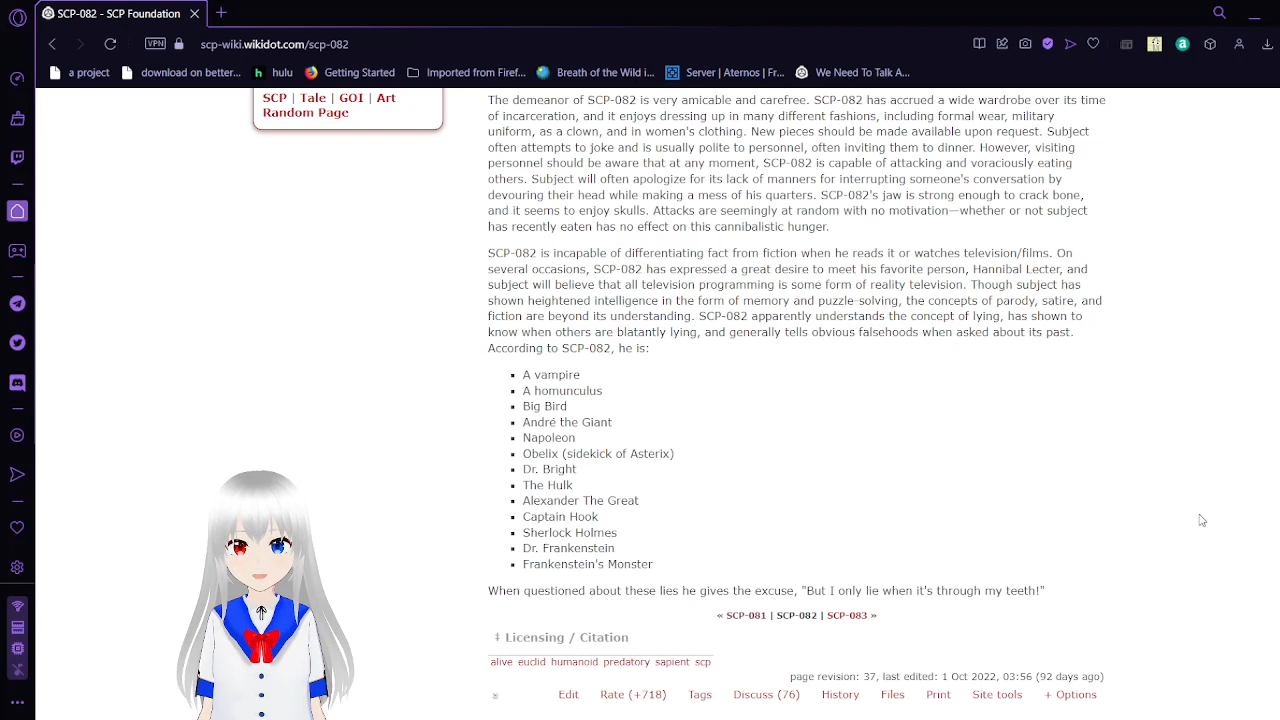 SCP-082 - SCP Foundation
VPN
scp-wiki.wikidot.com/scp-082
a project
download on better...
hulu
Getting Started
Imported from Firef...
Breath of the Wild i...
Server | Aternos | Fr...
We Need To Talk A...
SCP | Tale | GOI | Art
Random Page
The demeanor of SCP-082 is very amicable and carefree. SCP-082 has accrued a wide wardrobe over its time
of incarceration, and it enjoys dressing up in many different fashions, including formal wear, military
uniform, as a clown, and in women's clothing. New pieces should be made available upon request. Subject
often attempts to joke and is usually polite to personnel, often inviting them to dinner. However, visiting
personnel should be aware that at any moment, SCP-082 is capable of attacking and voraciously eating
others. Subject will often apologize for its lack of manners for interrupting someone's conversation by
devouring their head while making a mess of his quarters. SCP-082's jaw is strong enough to crack bone,
and it seems to enjoy skulls. Attacks are seemingly at random with no motivation—whether or not subject
has recently eaten has no effect on this cannibalistic hunger.
SCP-082 is incapable of differentiating fact from fiction when he reads it or watches television/films. On
several occasions, SCP-082 has expressed a great desire to meet his favorite person, Hannibal Lecter, and
subject will believe that all television programming is some form of reality television. Though subject has
shown heightened intelligence in the form of memory and puzzle-solving, the concepts of parody, satire, and
fiction are beyond its understanding. SCP-082 apparently understands the concept of lying, has shown to
know when others are blatantly lying, and generally tells obvious falsehoods when asked about its past.
According to SCP-082, he is:
A vampire
A homunculus
Big Bird
André the Giant
Napoleon
Obelix (sidekick of Asterix)
Dr. Bright
The Hulk
Alexander The Great
Captain Hook
Sherlock Holmes
Dr. Frankenstein
Frankenstein's Monster
When questioned about these lies he gives the excuse, "But I only lie when it's through my teeth!"
« SCP-081 | SCP-082 | SCP-083 »
‡ Licensing / Citation
alive euclid humanoid predatory sapient scp
page revision: 37, last edited: 1 Oct 2022, 03:56 (92 days ago)
Edit Rate (+718) Tags Discuss (76) History Files Print Site tools + Options